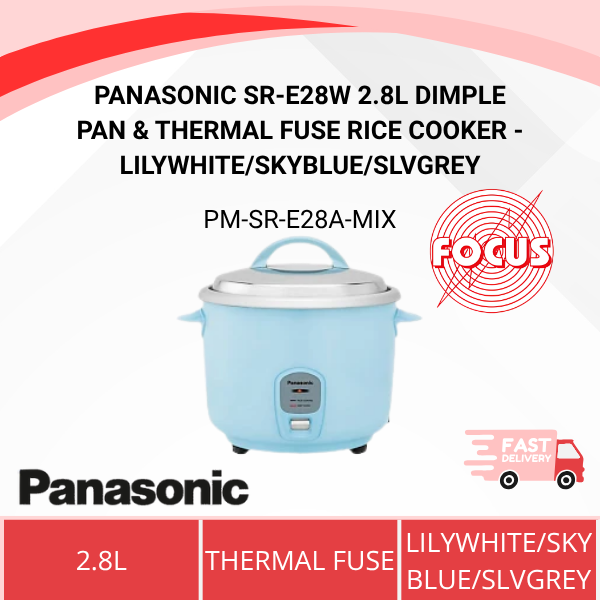 PANASONIC SR-E28W 2.8L DIMPLE
PAN & THERMAL FUSE RICE COOKER -
LILYWHITE/SKYBLUE/SLVGREY
PM-SR-E28A-MIX
FOCUS
Panasonic
FAST
DELIVERY
Panasonic
2.8L
THERMAL FUSE
LILYWHITE/SKY
BLUE/SLVGREY